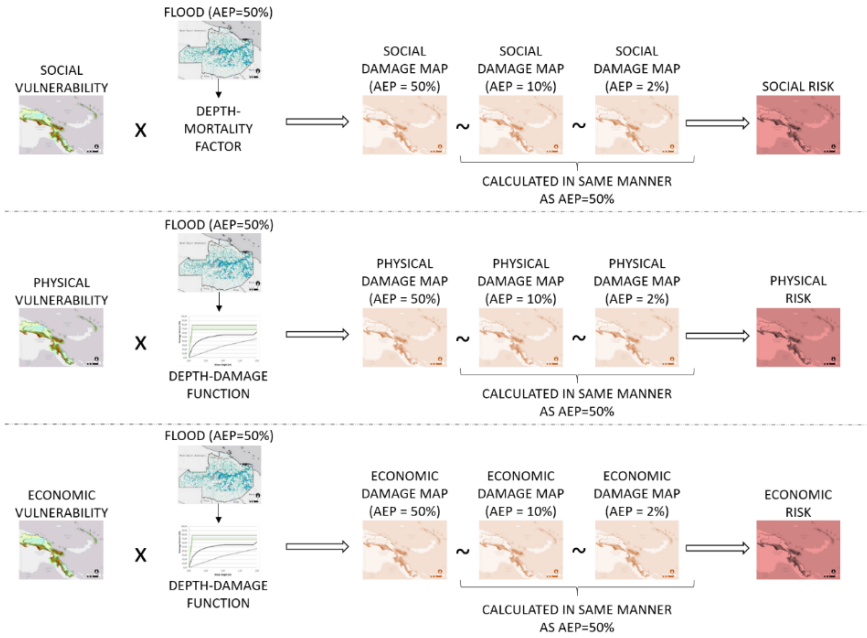 FLOOD (AEP=50%)
SOCIAL
VULNERABILITY
X
DEPTH-
MORTALITY
FACTOR
SOCIAL
DAMAGE MAP
(AEP = 50%)
~
SOCIAL
DAMAGE MAP
(AEP = 10%)
~
SOCIAL
DAMAGE MAP
(AEP = 2%)
CALCULATED IN SAME MANNER
AS AEP=50%
SOCIAL RISK
FLOOD (AEP=50%)
PHYSICAL
VULNERABILITY
X
DEPTH-DAMAGE
FUNCTION
PHYSICAL
DAMAGE MAP
(AEP = 50%)
~
PHYSICAL
DAMAGE MAP
(AEP = 10%)
~
PHYSICAL
DAMAGE MAP
(AEP = 2%)
CALCULATED IN SAME MANNER
AS AEP=50%
PHYSICAL
RISK
FLOOD (AEP=50%)
ECONOMIC
VULNERABILITY
X
DEPTH-DAMAGE
FUNCTION
ECONOMIC
DAMAGE MAP
(AEP = 50%)
~
ECONOMIC
DAMAGE MAP
(AEP = 10%)
~
ECONOMIC
DAMAGE MAP
(AEP = 2%)
CALCULATED IN SAME MANNER
AS AEP=50%
ECONOMIC
RISK